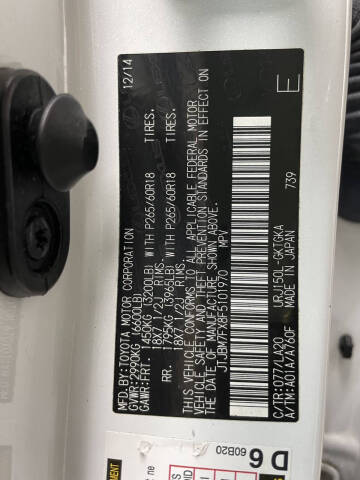 MFD.BY:TOYOTA MOTOR CORPORATION 12/14
GVWR:2990KG (6600LB)
GAWR:FRT. 1450KG (3200LB) WITH P265/60R18 TIRES.
18X7 1/2J RIMS.
RR. 1795KG (3960LB) WITH P265/60R18 TIRES.
18X7 1/2J RIMS.
THIS VEHICLE CONFORMS TO ALL APPLICABLE FEDERAL MOTOR
VEHICLE SAFETY AND THEFT PREVENTION STANDARDS IN EFFECT ON
THE DATE OF MANUFACTURE SHOWN ABOVE.
JTJBM7FX8F5101970 MPV
E
C/TR:077/LA20 URJ150L-GKTGKA
A/TM:A01A/A760F MADE IN JAPAN 739
D6
60B20